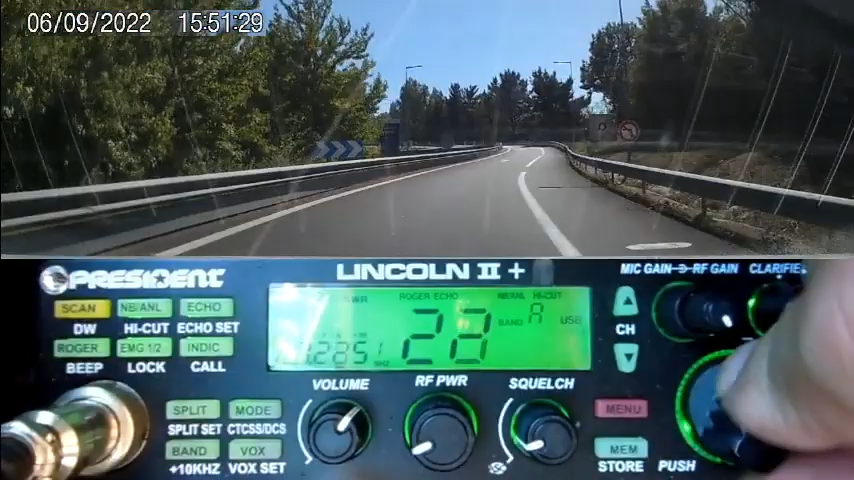 06/09/2022 15:51:29
PRESIDENT LINCOLN II + MIC GAIN RF GAIN CLARIFIE
SCAN NB/ANL ECHO
DW HI-CUT ECHO SET
ROGER EMG 1/2 INDIC
BEEP LOCK CALL
ROGER ECHO NB/ANL HI-CUT
28 BAND A USB
CH
VOLUME RF PWR SQUELCH
SPLIT MODE
SPLIT SET CTCSS/DCS
BAND VOX
+10KHZ VOX SET
MENU
MEM
STORE PUSH